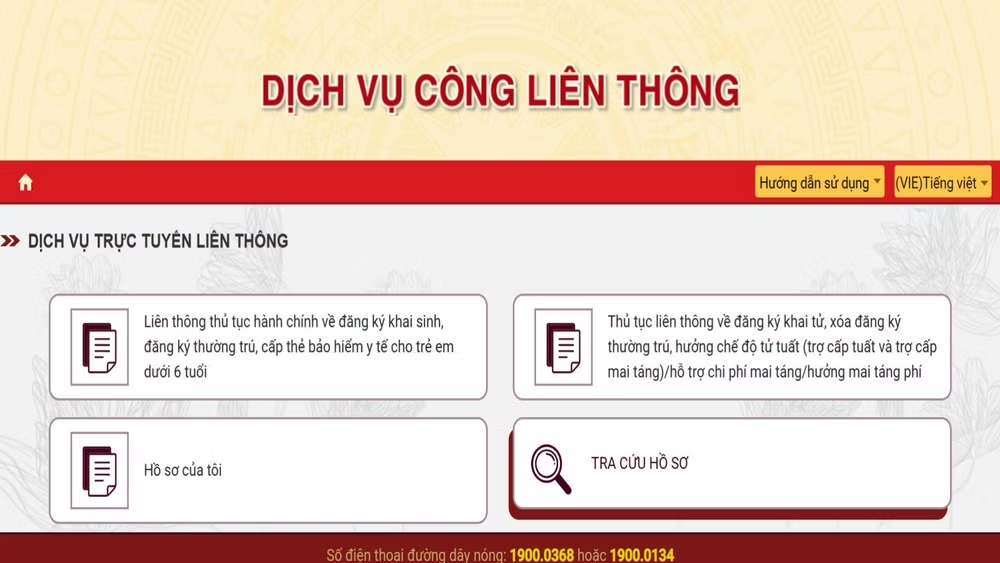 DỊCH VỤ CÔNG LIÊN THÔNG
Hướng dẫn sử dụng
(VIE)Tiếng việt
DỊCH VỤ TRỰC TUYẾN LIÊN THÔNG
Liên thông thủ tục hành chính về đăng ký khai sinh,
đăng ký thường trú, cấp thẻ bảo hiểm y tế cho trẻ em
dưới 6 tuổi
Thủ tục liên thông về đăng ký khai tử, xóa đăng ký
thường trú, hưởng chế độ tử tuất (trợ cấp tuất và trợ cấp
mai táng)/hỗ trợ chi phí mai táng/hưởng mai táng phí
Hồ sơ của tôi
TRA CỨU HỒ SƠ
Số điện thoại đường dây nóng: 1900.0368 hoặc 1900.0134